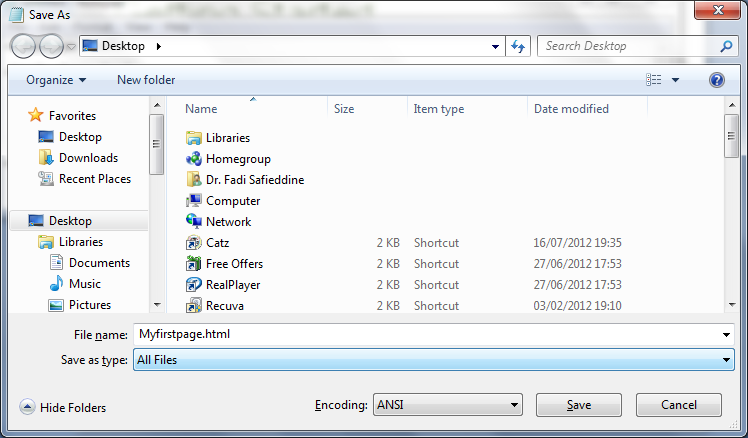 Save As
Desktop
Search Desktop
Organize New folder
Name Size Item type Date modified
Favorites
Desktop
Downloads
Recent Places
Desktop
Libraries
Documents
Music
Pictures
Libraries
Homegroup
Dr. Fadi Safieddine
Computer
Network
Catz 2 KB Shortcut 16/07/2012 19:35
Free Offers 2 KB Shortcut 27/06/2012 17:53
RealPlayer 2 KB Shortcut 27/06/2012 17:53
Recuva 2 KB Shortcut 03/02/2012 19:10
File name: Myfirstpage.html
Save as type: All Files
Hide Folders Encoding: ANSI Save Cancel